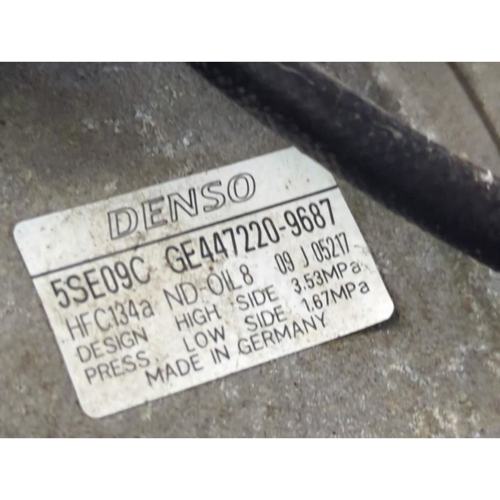 DENSO
5SE09C GE447220-9687
HFC134a ND-OIL8 09 J 05217
DESIGN HIGH SIDE 3.53MPa
PRESS. LOW SIDE 1.67MPa
MADE IN GERMANY